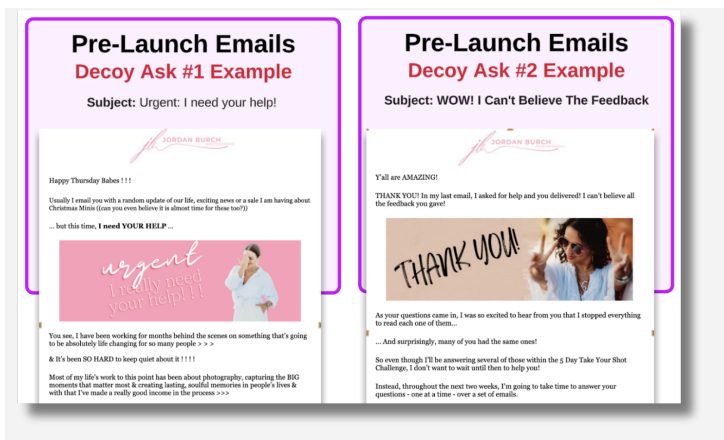 Pre-Launch Emails
Decoy Ask #1 Example
Subject: Urgent: I need your help!
JORDAN BURCH
Happy Thursday Babes ! ! !
Usually I email you with a random update of our life, exciting news or a sale I am having about
Christmas Minis ((can you even believe it is almost time for these too?))
... but this time, I need YOUR HELP ...
urgent
I really need
your help! ! !
You see, I have been working for months behind the scenes on something that's going
to be absolutely life changing for so many people > > >
& It's been SO HARD to keep quiet about it ! ! ! !
Most of my life's work to this point has been about photography, capturing the BIG
moments that matter most & creating lasting, soulful memories in people's lives &
with that I've made a really good income in the process >>>
Pre-Launch Emails
Decoy Ask #2 Example
Subject: WOW! I Can't Believe The Feedback
JORDAN BURCH
Y'all are AMAZING!
THANK YOU! In my last email, I asked for help and you delivered! I can't believe all
the feedback you gave!
THANK YOU!
As your questions came in, I was so excited to hear from you that I stopped everything
to read each one of them...
... And surprisingly, many of you had the same ones!
So even though I'll be answering several of those within the 5 Day Take Your Shot
Challenge, I don't want to wait until then to help you!
Instead, throughout the next two weeks, I'm going to take time to answer your
questions - one at a time - over a set of emails.